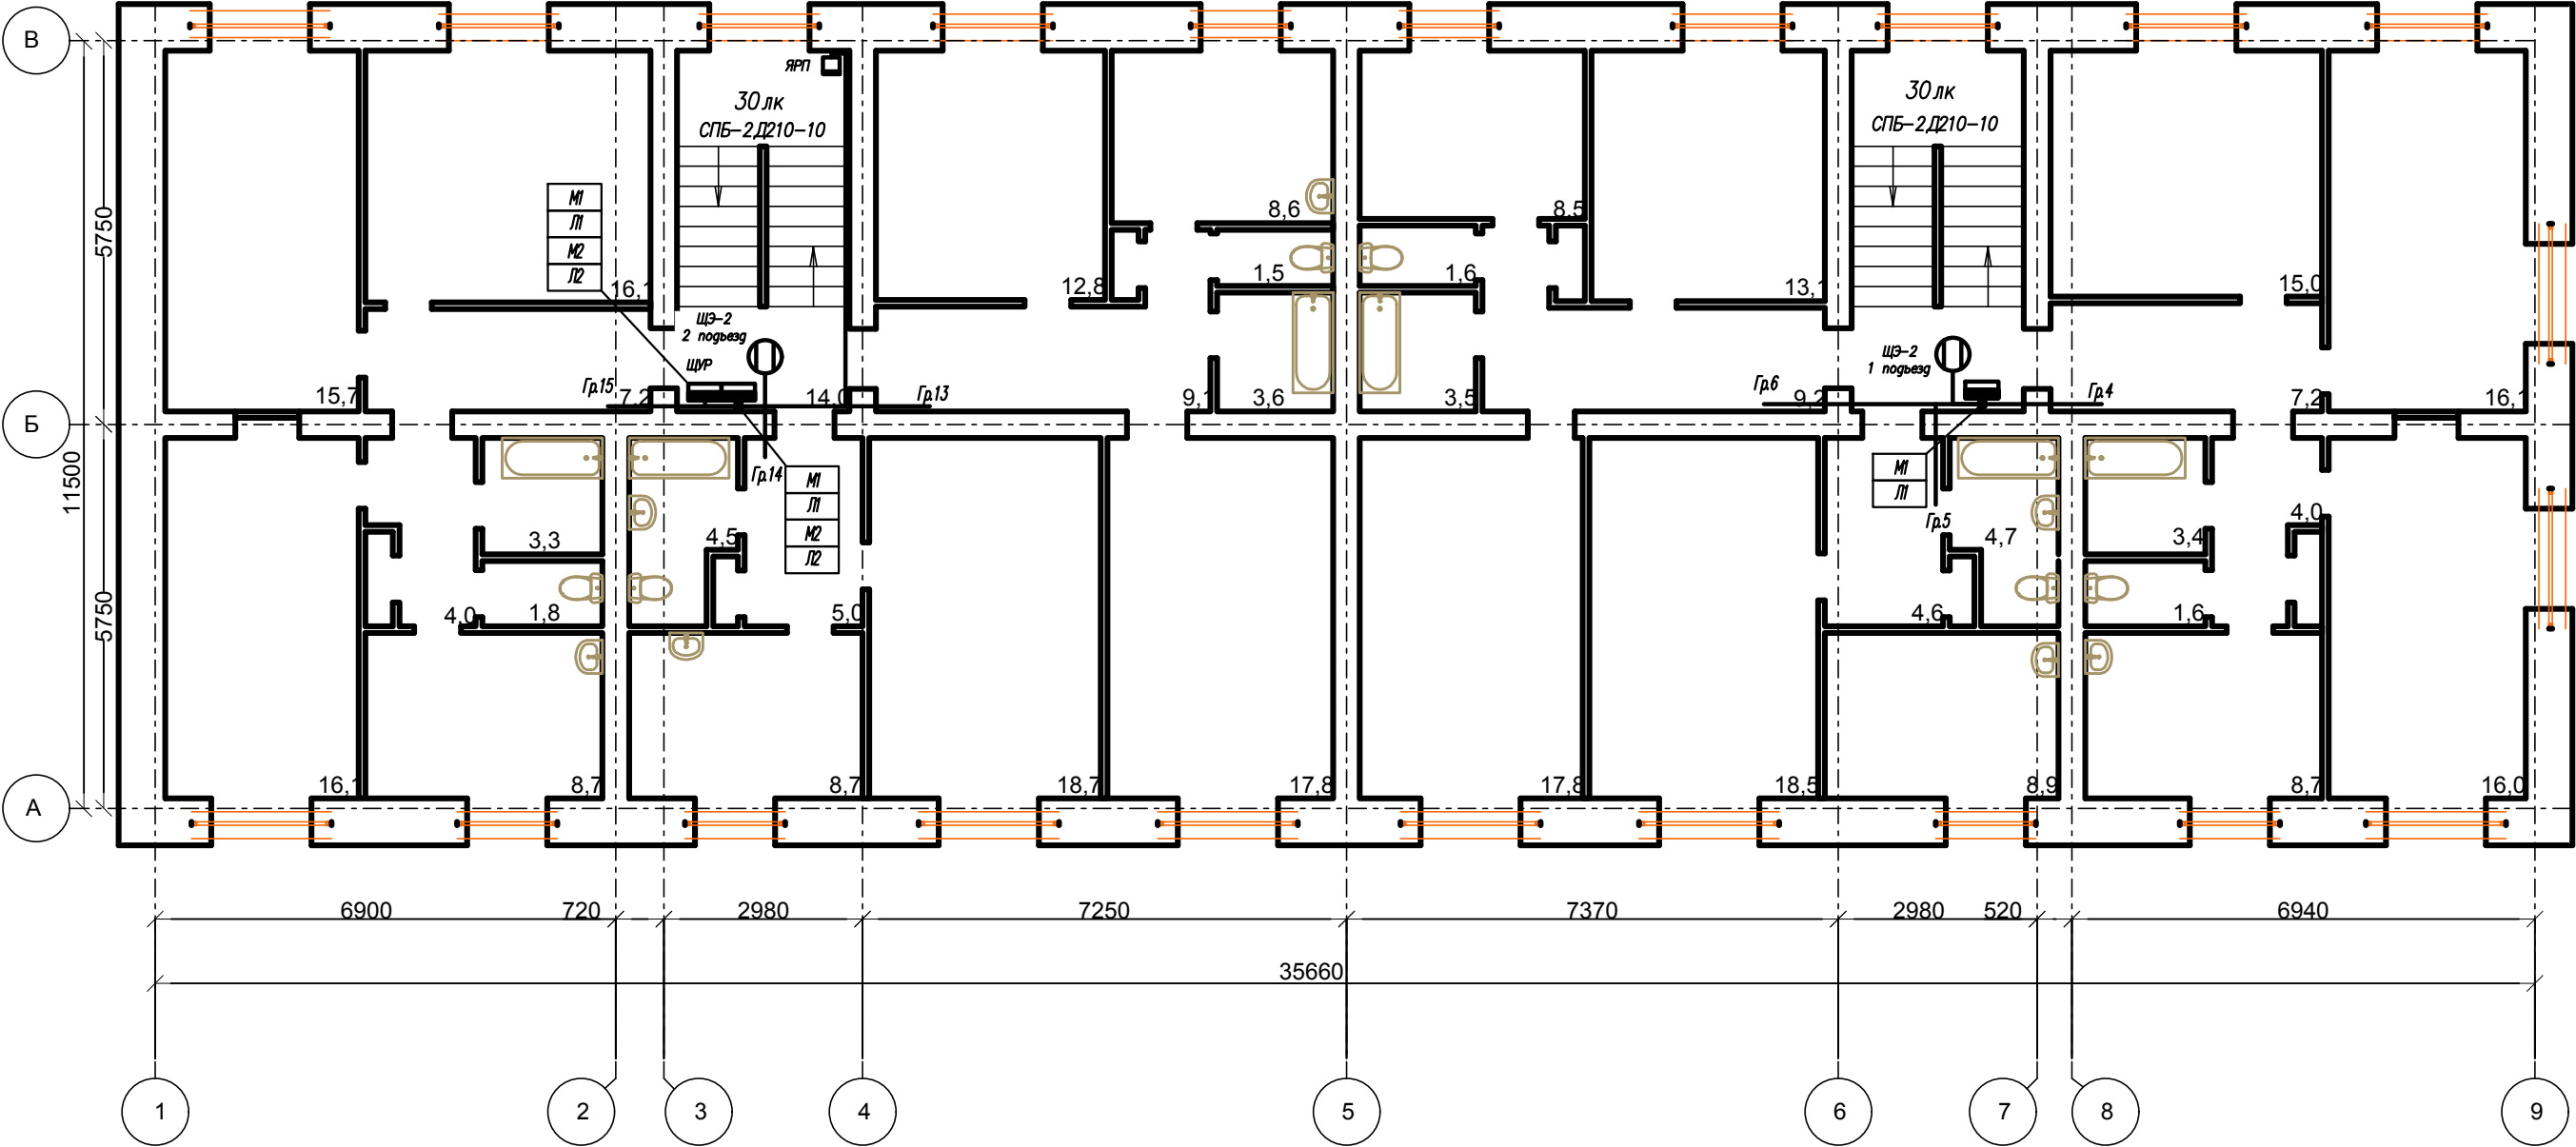 В
ЯРП
30 лк
СПБ-2Д210-10
30 лк
СПБ-2Д210-10
М1
Л1
М2
Л2
8,6
8,5
5750
1,5
1,6
16,1
12,8
13,1
15,0
ЩЭ-2
2 подъезд
ЩУР
ЩЭ-2
1 подъезд
15,7
Гр.15
7,2
14,0
Гр.13
9,1
3,6
3,5
Гр.6
9,2
Гр.4
7,2
16,1
Б
11500
Гр.14
М1
Л1
М2
Л2
М1
Л1
Гр.5
3,3
4,5
4,7
3,4
4,0
5750
4,0
1,8
5,0
4,6
1,6
16,1
8,7
8,7
18,7
17,8
17,8
18,5
8,9
8,7
16,0
А
6900
720
2980
7250
7370
2980
520
6940
35660
1
2
3
4
5
6
7
8
9